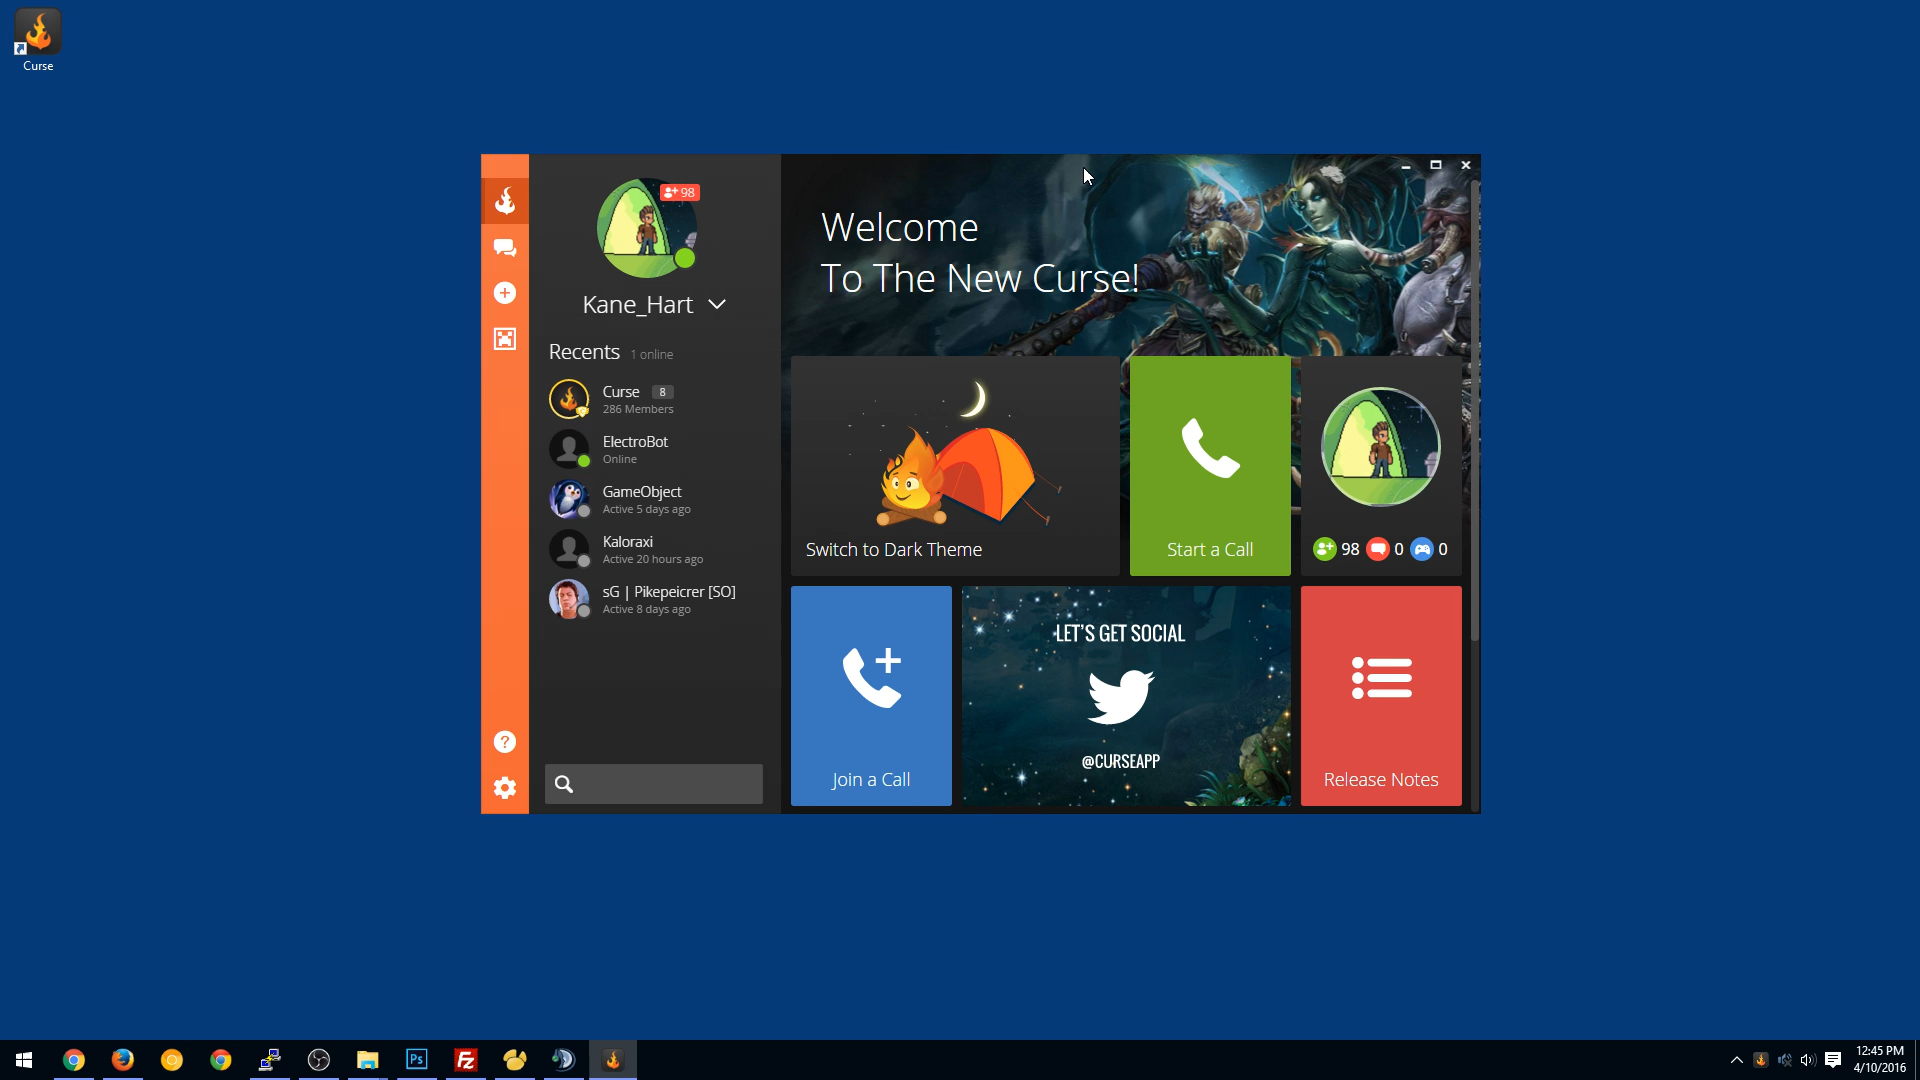 Curse
98
Kane_Hart
Recents 1 online
Curse 8
286 Members
ElectroBot
Online
GameObject
Active 5 days ago
Kaloraxi
Active 20 hours ago
sG | Pikepeicrer [SO]
Active 8 days ago
?
Welcome
To The New Curse!
Switch to Dark Theme
Start a Call
98 0 0
Join a Call
LET'S GET SOCIAL
@CURSEAPP
Release Notes
Ps
Fz
12:45 PM
4/10/2016